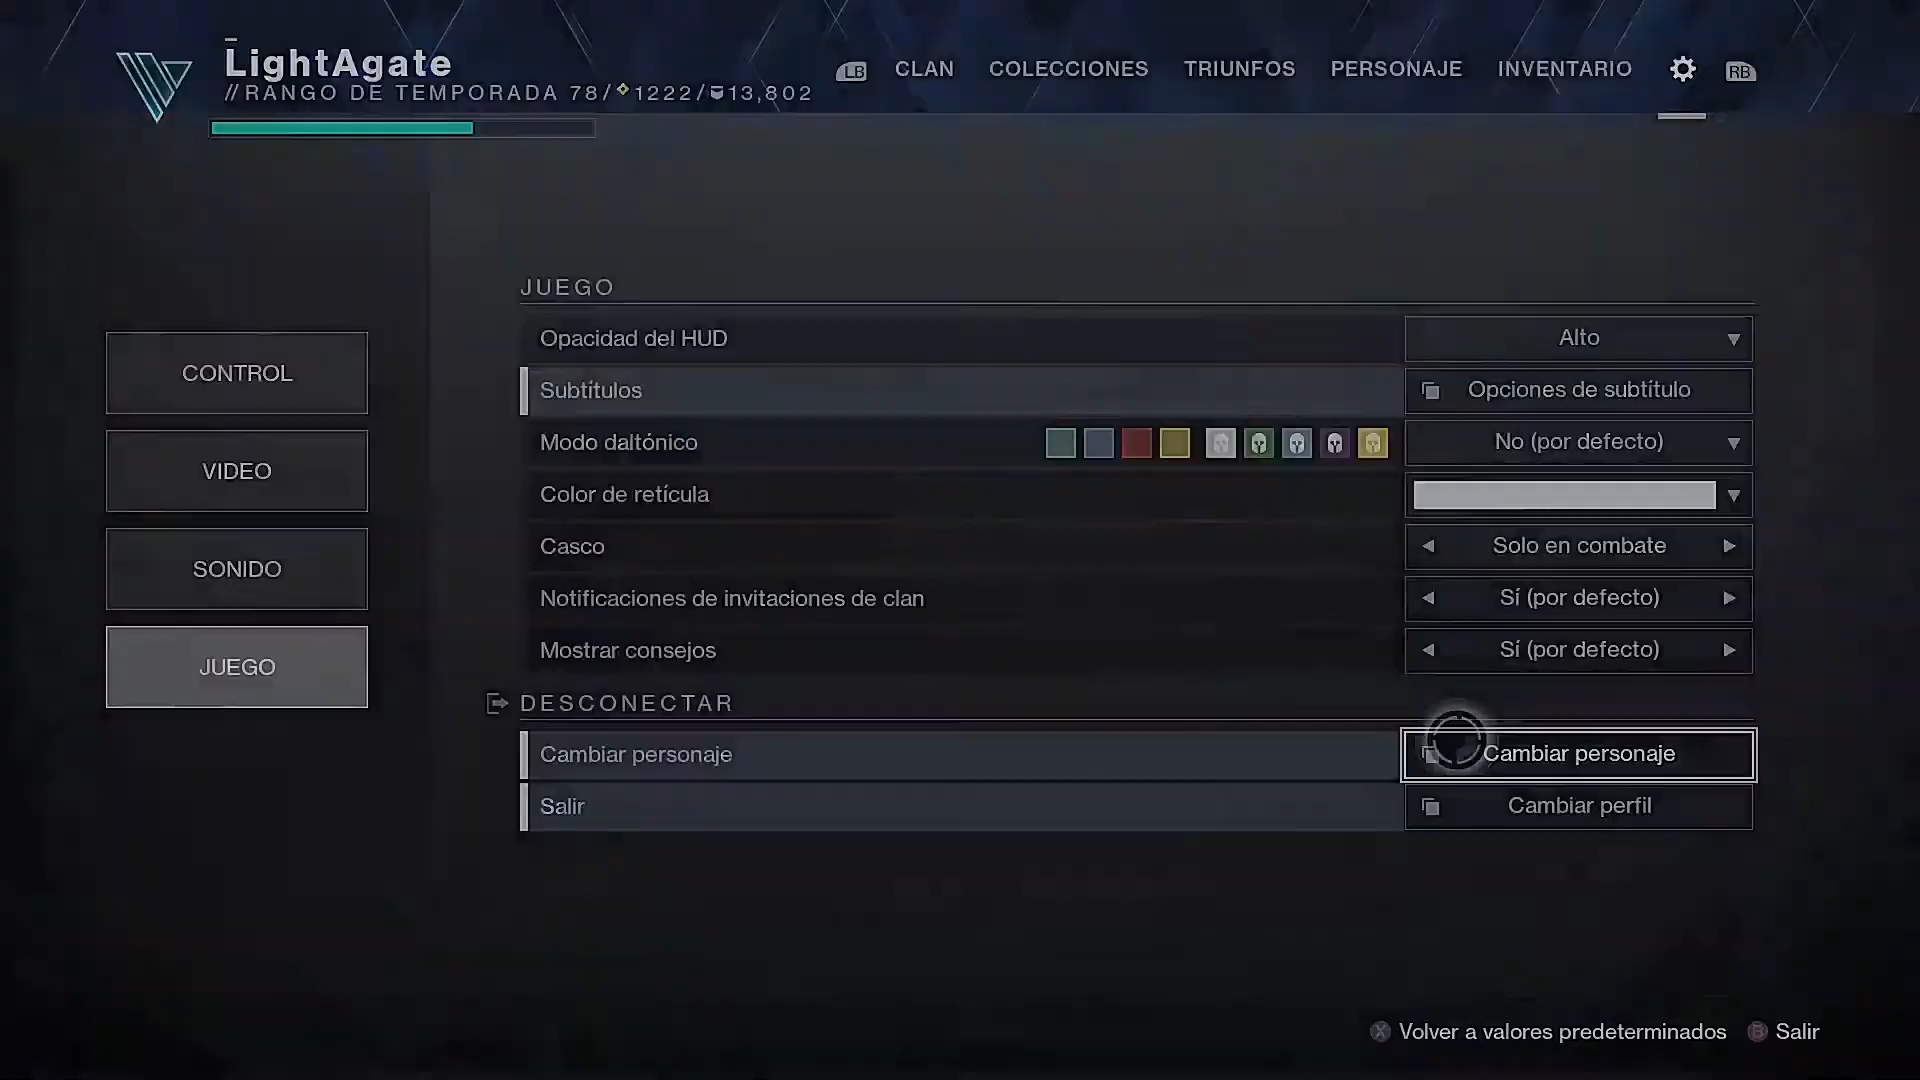 LightAgate
//RANGO DE TEMPORADA 78/1222/13,802
LB CLAN COLECCIONES TRIUNFOS PERSONAJE INVENTARIO RB
CONTROL
VIDEO
SONIDO
JUEGO
JUEGO
Opacidad del HUD Alto
Subtítulos Opciones de subtítulo
Modo daltónico No (por defecto)
Color de retícula
Casco Solo en combate
Notificaciones de invitaciones de clan Sí (por defecto)
Mostrar consejos Sí (por defecto)
DESCONECTAR
Cambiar personaje Cambiar personaje
Salir Cambiar perfil
X Volver a valores predeterminados B Salir